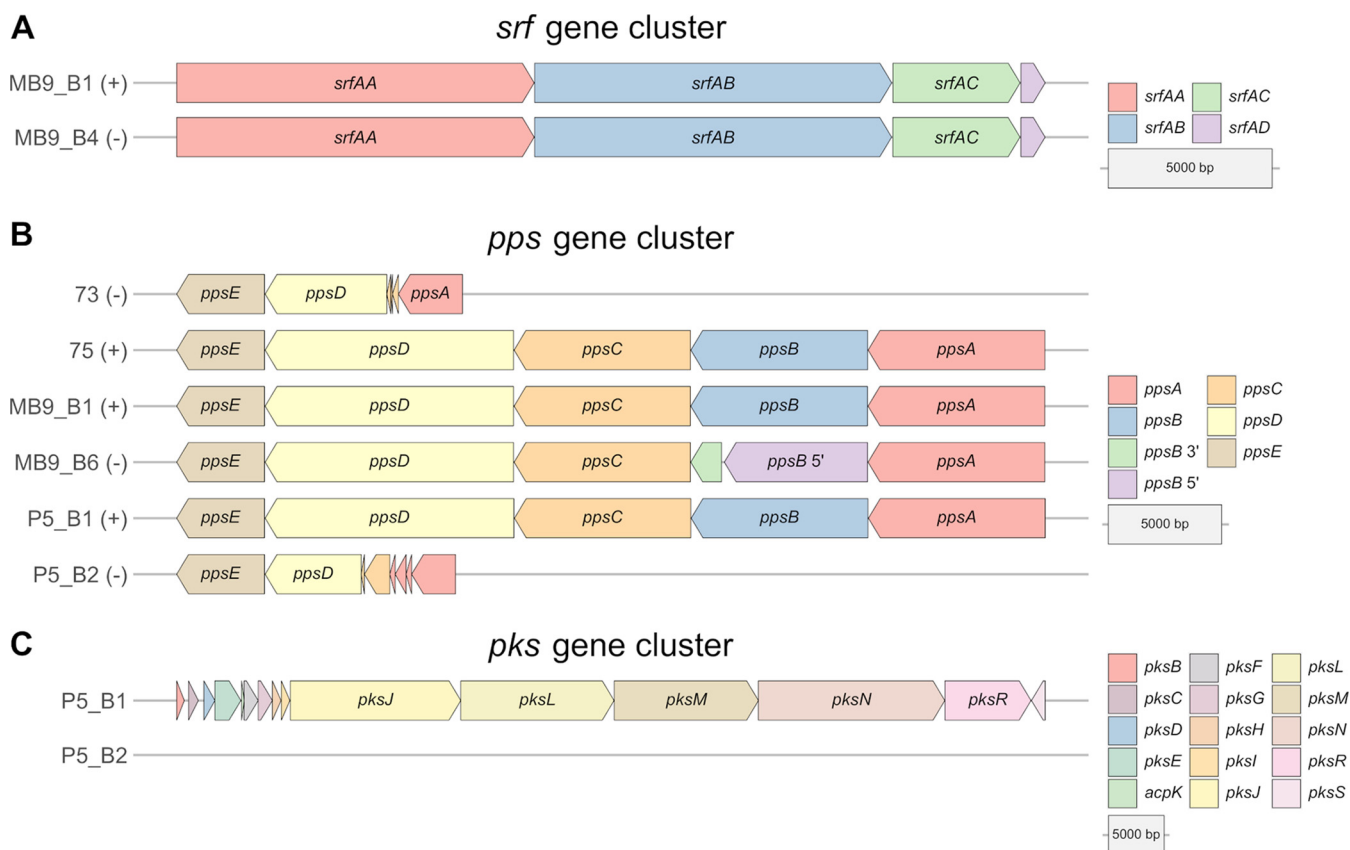 A
srf gene cluster
MB9_B1 (+)
srfAA
srfAB
srfAC
MB9_B4 (-)
srfAA
srfAB
srfAC
srfAA
srfAC
srfAB
srfAD
5000 bp
B
pps gene cluster
73 (-)
ppsE
ppsD
ppsA
75 (+)
ppsE
ppsD
ppsC
ppsB
ppsA
MB9_B1 (+)
ppsE
ppsD
ppsC
ppsB
ppsA
MB9_B6 (-)
ppsE
ppsD
ppsC
ppsB 5'
ppsA
P5_B1 (+)
ppsE
ppsD
ppsC
ppsB
ppsA
P5_B2 (-)
ppsE
ppsD
ppsA
ppsC
ppsB
ppsD
ppsB 3'
ppsE
ppsB 5'
5000 bp
C
pks gene cluster
P5_B1
pksJ
pksL
pksM
pksN
pksR
P5_B2
pksB
pksF
pksL
pksC
pksG
pksM
pksD
pksH
pksN
pksE
pksI
pksR
acpK
pksJ
pksS
5000 bp